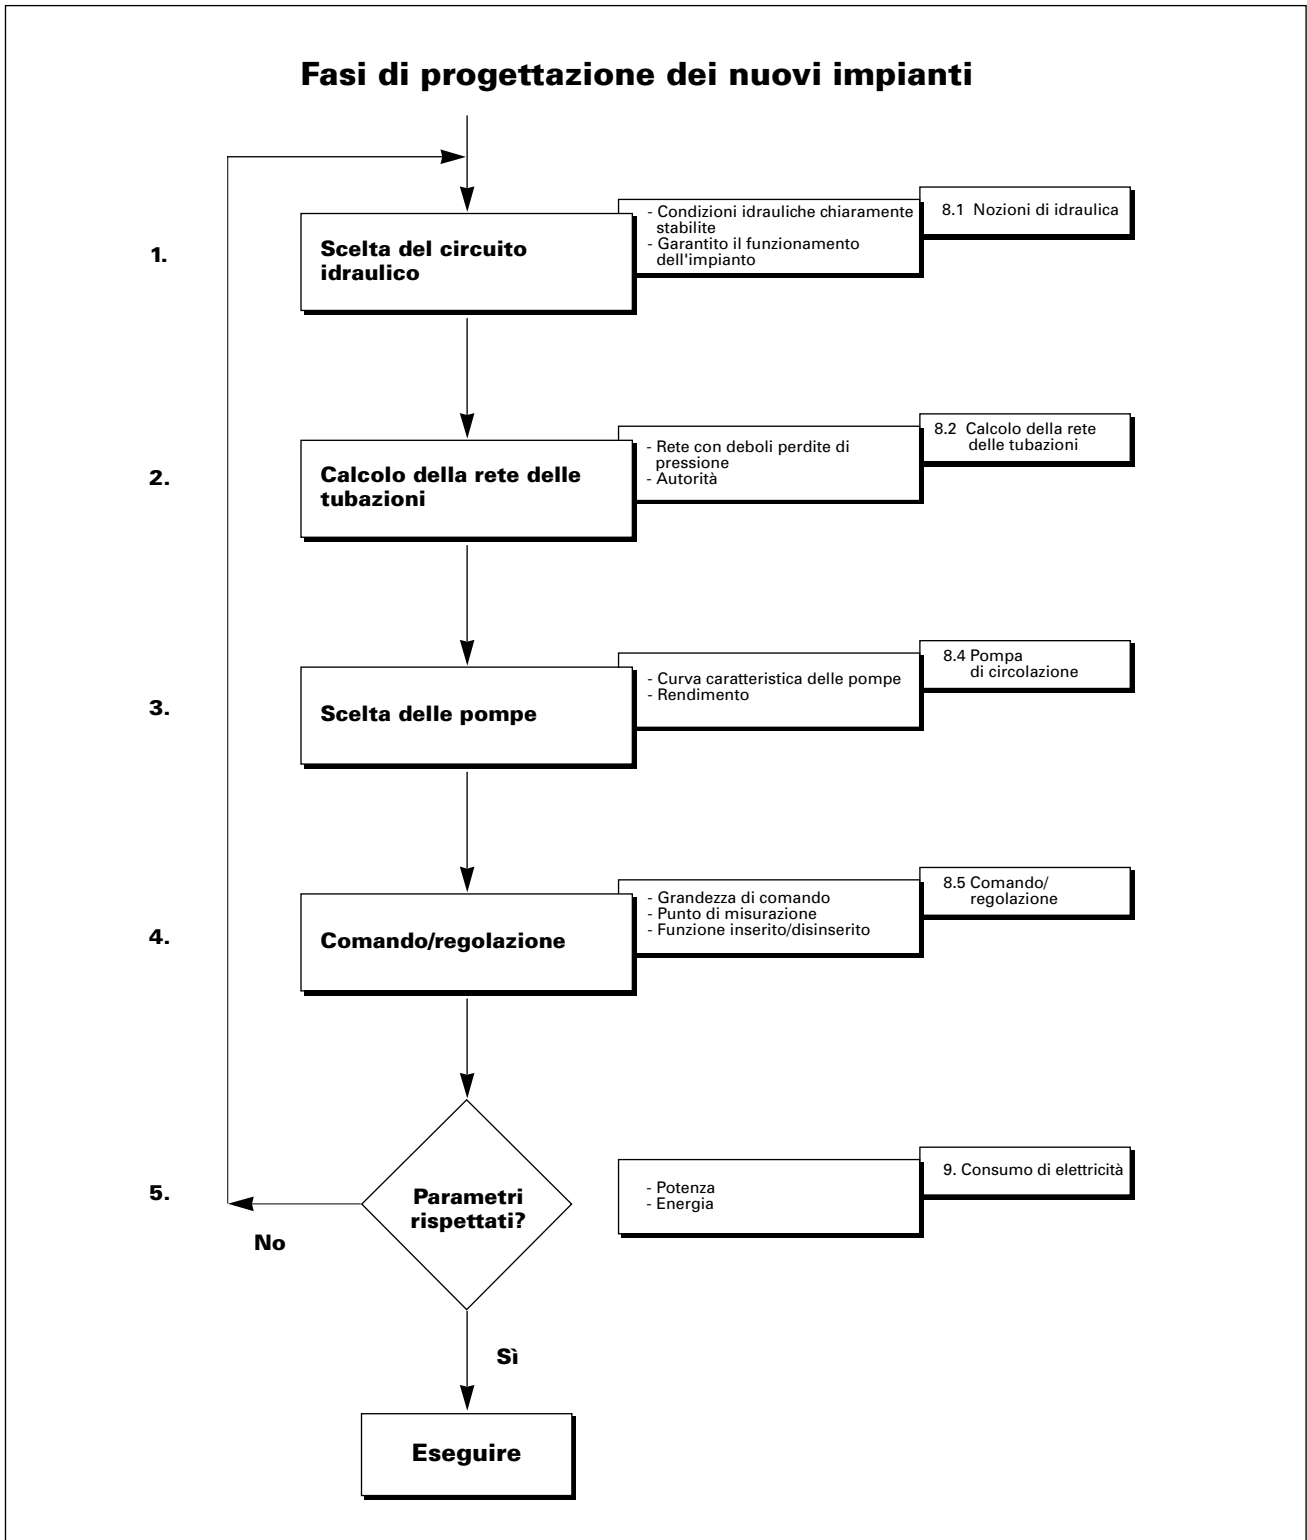 Fasi di progettazione dei nuovi impianti
1.
Scelta del circuito
idraulico
- Condizioni idrauliche chiaramente
stabilite
- Garantito il funzionamento
dell'impianto
8.1 Nozioni di idraulica
2.
Calcolo della rete delle
tubazioni
- Rete con deboli perdite di
pressione
- Autorità
8.2 Calcolo della rete
delle tubazioni
3.
Scelta delle pompe
- Curva caratteristica delle pompe
- Rendimento
8.4 Pompa
di circolazione
4.
Comando/regolazione
- Grandezza di comando
- Punto di misurazione
- Funzione inserito/disinserito
8.5 Comando/
regolazione
5.
Parametri
rispettati?
- Potenza
- Energia
9. Consumo di elettricità
No
Sì
Eseguire